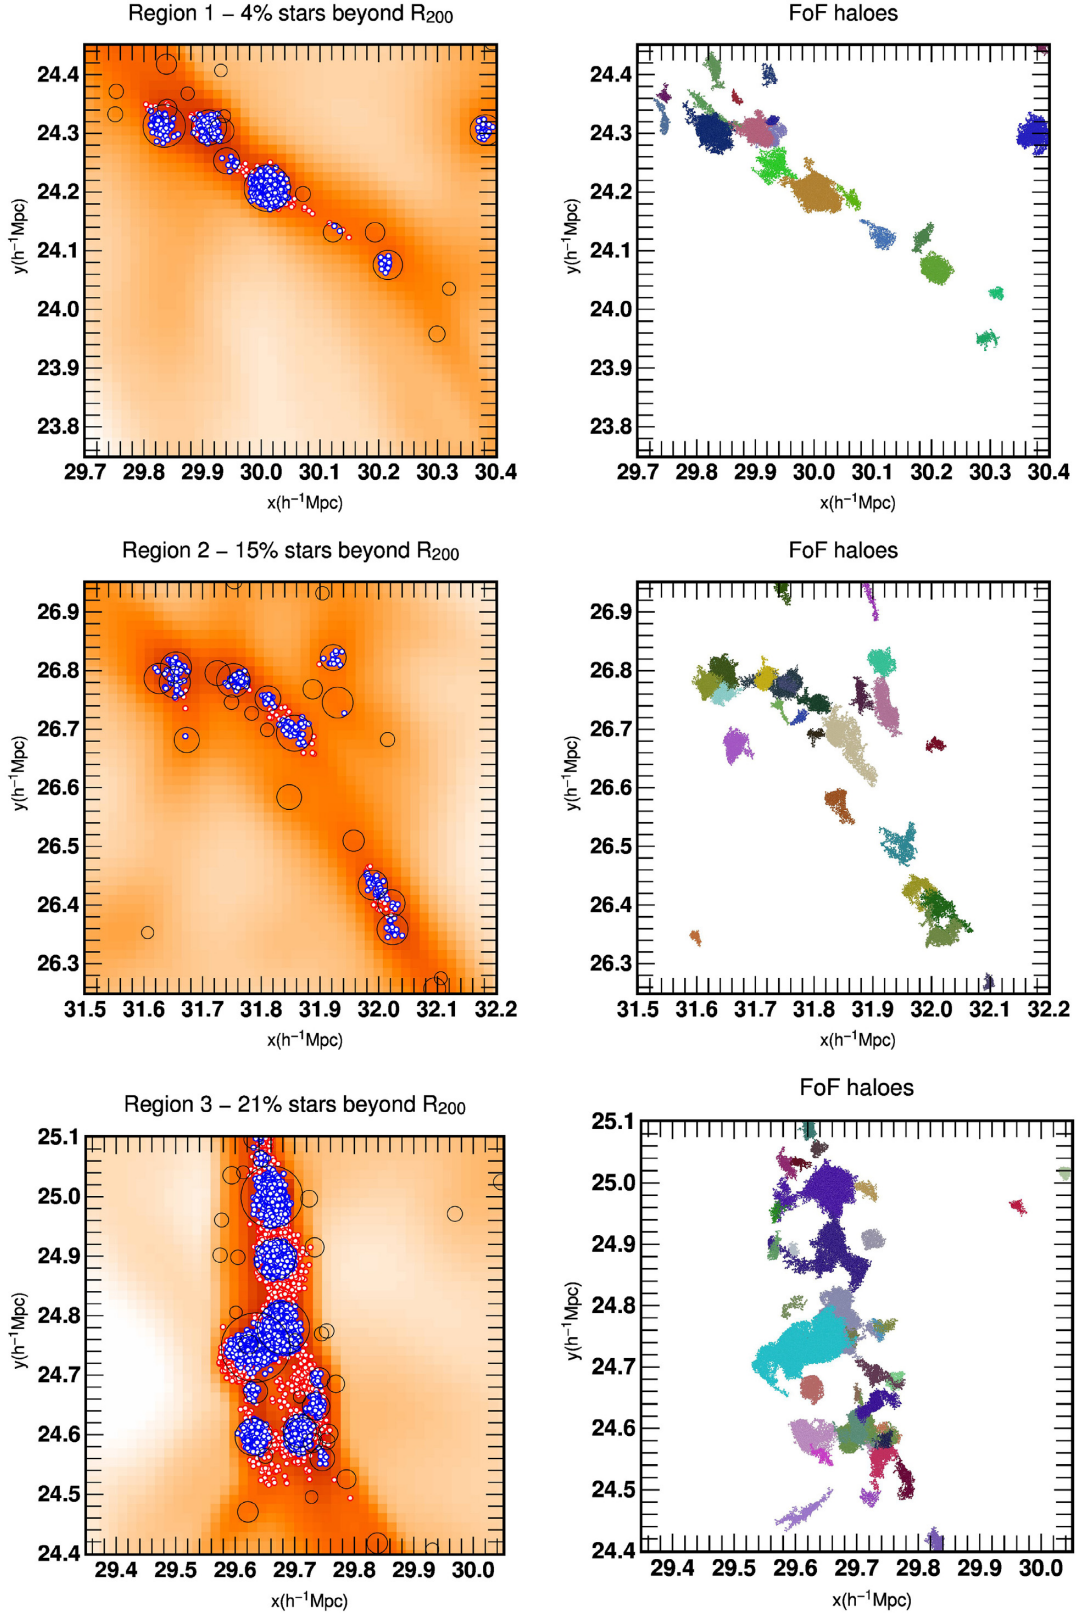 Region 1 − 4% stars beyond R200
FoF haloes
24.4
24.3
24.2
24.1
24.0
23.9
23.8
y(h−1Mpc)
29.7 29.8 29.9 30.0 30.1 30.2 30.3 30.4
x(h−1Mpc)
24.4
24.3
24.2
24.1
24.0
23.9
23.8
y(h−1Mpc)
29.7 29.8 29.9 30.0 30.1 30.2 30.3 30.4
x(h−1Mpc)
Region 2 − 15% stars beyond R200
FoF haloes
26.9
26.8
26.7
26.6
26.5
26.4
26.3
y(h−1Mpc)
31.5 31.6 31.7 31.8 31.9 32.0 32.1 32.2
x(h−1Mpc)
26.9
26.8
26.7
26.6
26.5
26.4
26.3
y(h−1Mpc)
31.5 31.6 31.7 31.8 31.9 32.0 32.1 32.2
x(h−1Mpc)
Region 3 − 21% stars beyond R200
FoF haloes
25.1
25.0
24.9
24.8
24.7
24.6
24.5
24.4
y(h−1Mpc)
29.4 29.5 29.6 29.7 29.8 29.9 30.0
x(h−1Mpc)
25.1
25.0
24.9
24.8
24.7
24.6
24.5
24.4
y(h−1Mpc)
29.4 29.5 29.6 29.7 29.8 29.9 30.0
x(h−1Mpc)